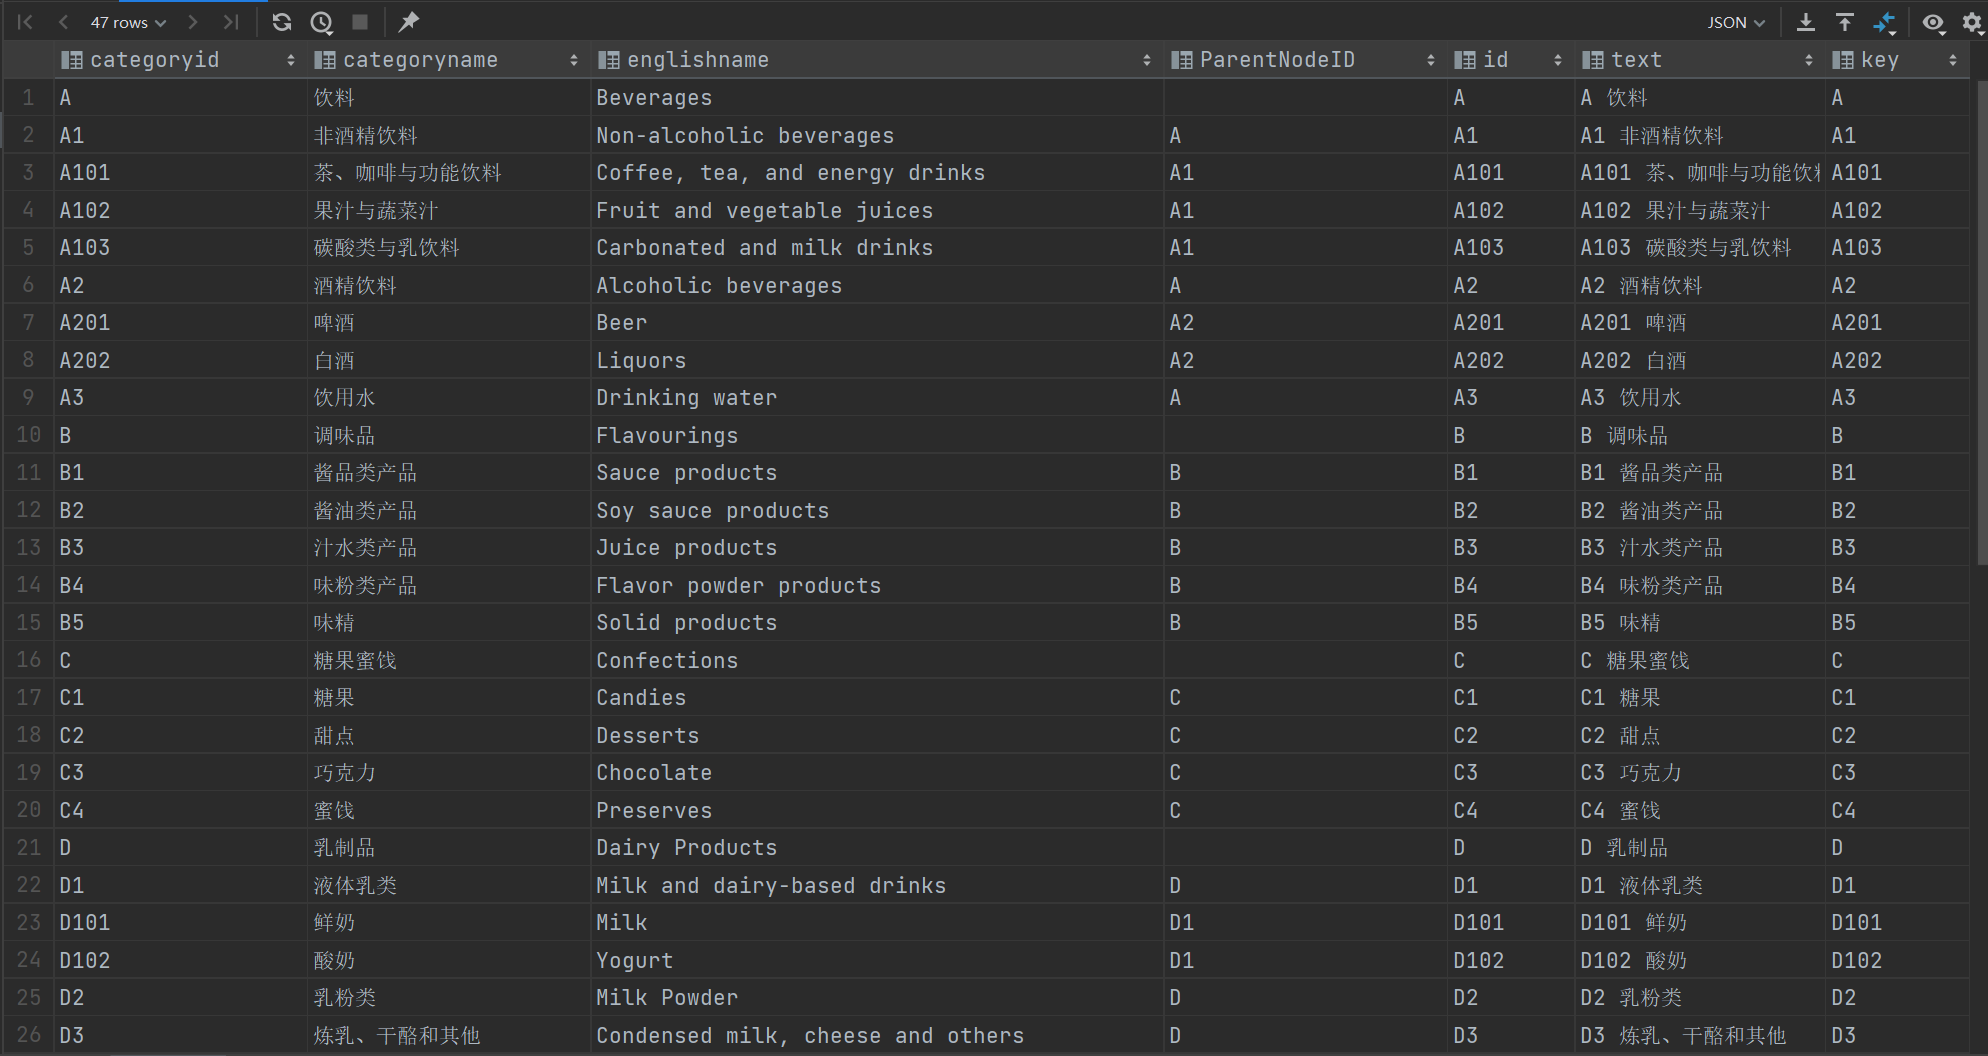 47 rows JSON
categoryid categoryname englishname ParentNodeID id text key
1 A 饮料 Beverages A A 饮料 A
2 A1 非酒精饮料 Non-alcoholic beverages A A1 A1 非酒精饮料 A1
3 A101 茶、咖啡与功能饮料 Coffee, tea, and energy drinks A1 A101 A101 茶、咖啡与功能饮料 A101
4 A102 果汁与蔬菜汁 Fruit and vegetable juices A1 A102 A102 果汁与蔬菜汁 A102
5 A103 碳酸类与乳饮料 Carbonated and milk drinks A1 A103 A103 碳酸类与乳饮料 A103
6 A2 酒精饮料 Alcoholic beverages A A2 A2 酒精饮料 A2
7 A201 啤酒 Beer A2 A201 A201 啤酒 A201
8 A202 白酒 Liquors A2 A202 A202 白酒 A202
9 A3 饮用水 Drinking water A A3 A3 饮用水 A3
10 B 调味品 Flavourings B B 调味品 B
11 B1 酱品类产品 Sauce products B B1 B1 酱品类产品 B1
12 B2 酱油类产品 Soy sauce products B B2 B2 酱油类产品 B2
13 B3 汁水类产品 Juice products B B3 B3 汁水类产品 B3
14 B4 味粉类产品 Flavor powder products B B4 B4 味粉类产品 B4
15 B5 味精 Solid products B B5 B5 味精 B5
16 C 糖果蜜饯 Confections C C 糖果蜜饯 C
17 C1 糖果 Candies C C1 C1 糖果 C1
18 C2 甜点 Desserts C C2 C2 甜点 C2
19 C3 巧克力 Chocolate C C3 C3 巧克力 C3
20 C4 蜜饯 Preserves C C4 C4 蜜饯 C4
21 D 乳制品 Dairy Products D D 乳制品 D
22 D1 液体乳类 Milk and dairy-based drinks D D1 D1 液体乳类 D1
23 D101 鲜奶 Milk D1 D101 D101 鲜奶 D101
24 D102 酸奶 Yogurt D1 D102 D102 酸奶 D102
25 D2 乳粉类 Milk Powder D D2 D2 乳粉类 D2
26 D3 炼乳、干酪和其他 Condensed milk, cheese and others D D3 D3 炼乳、干酪和其他 D3